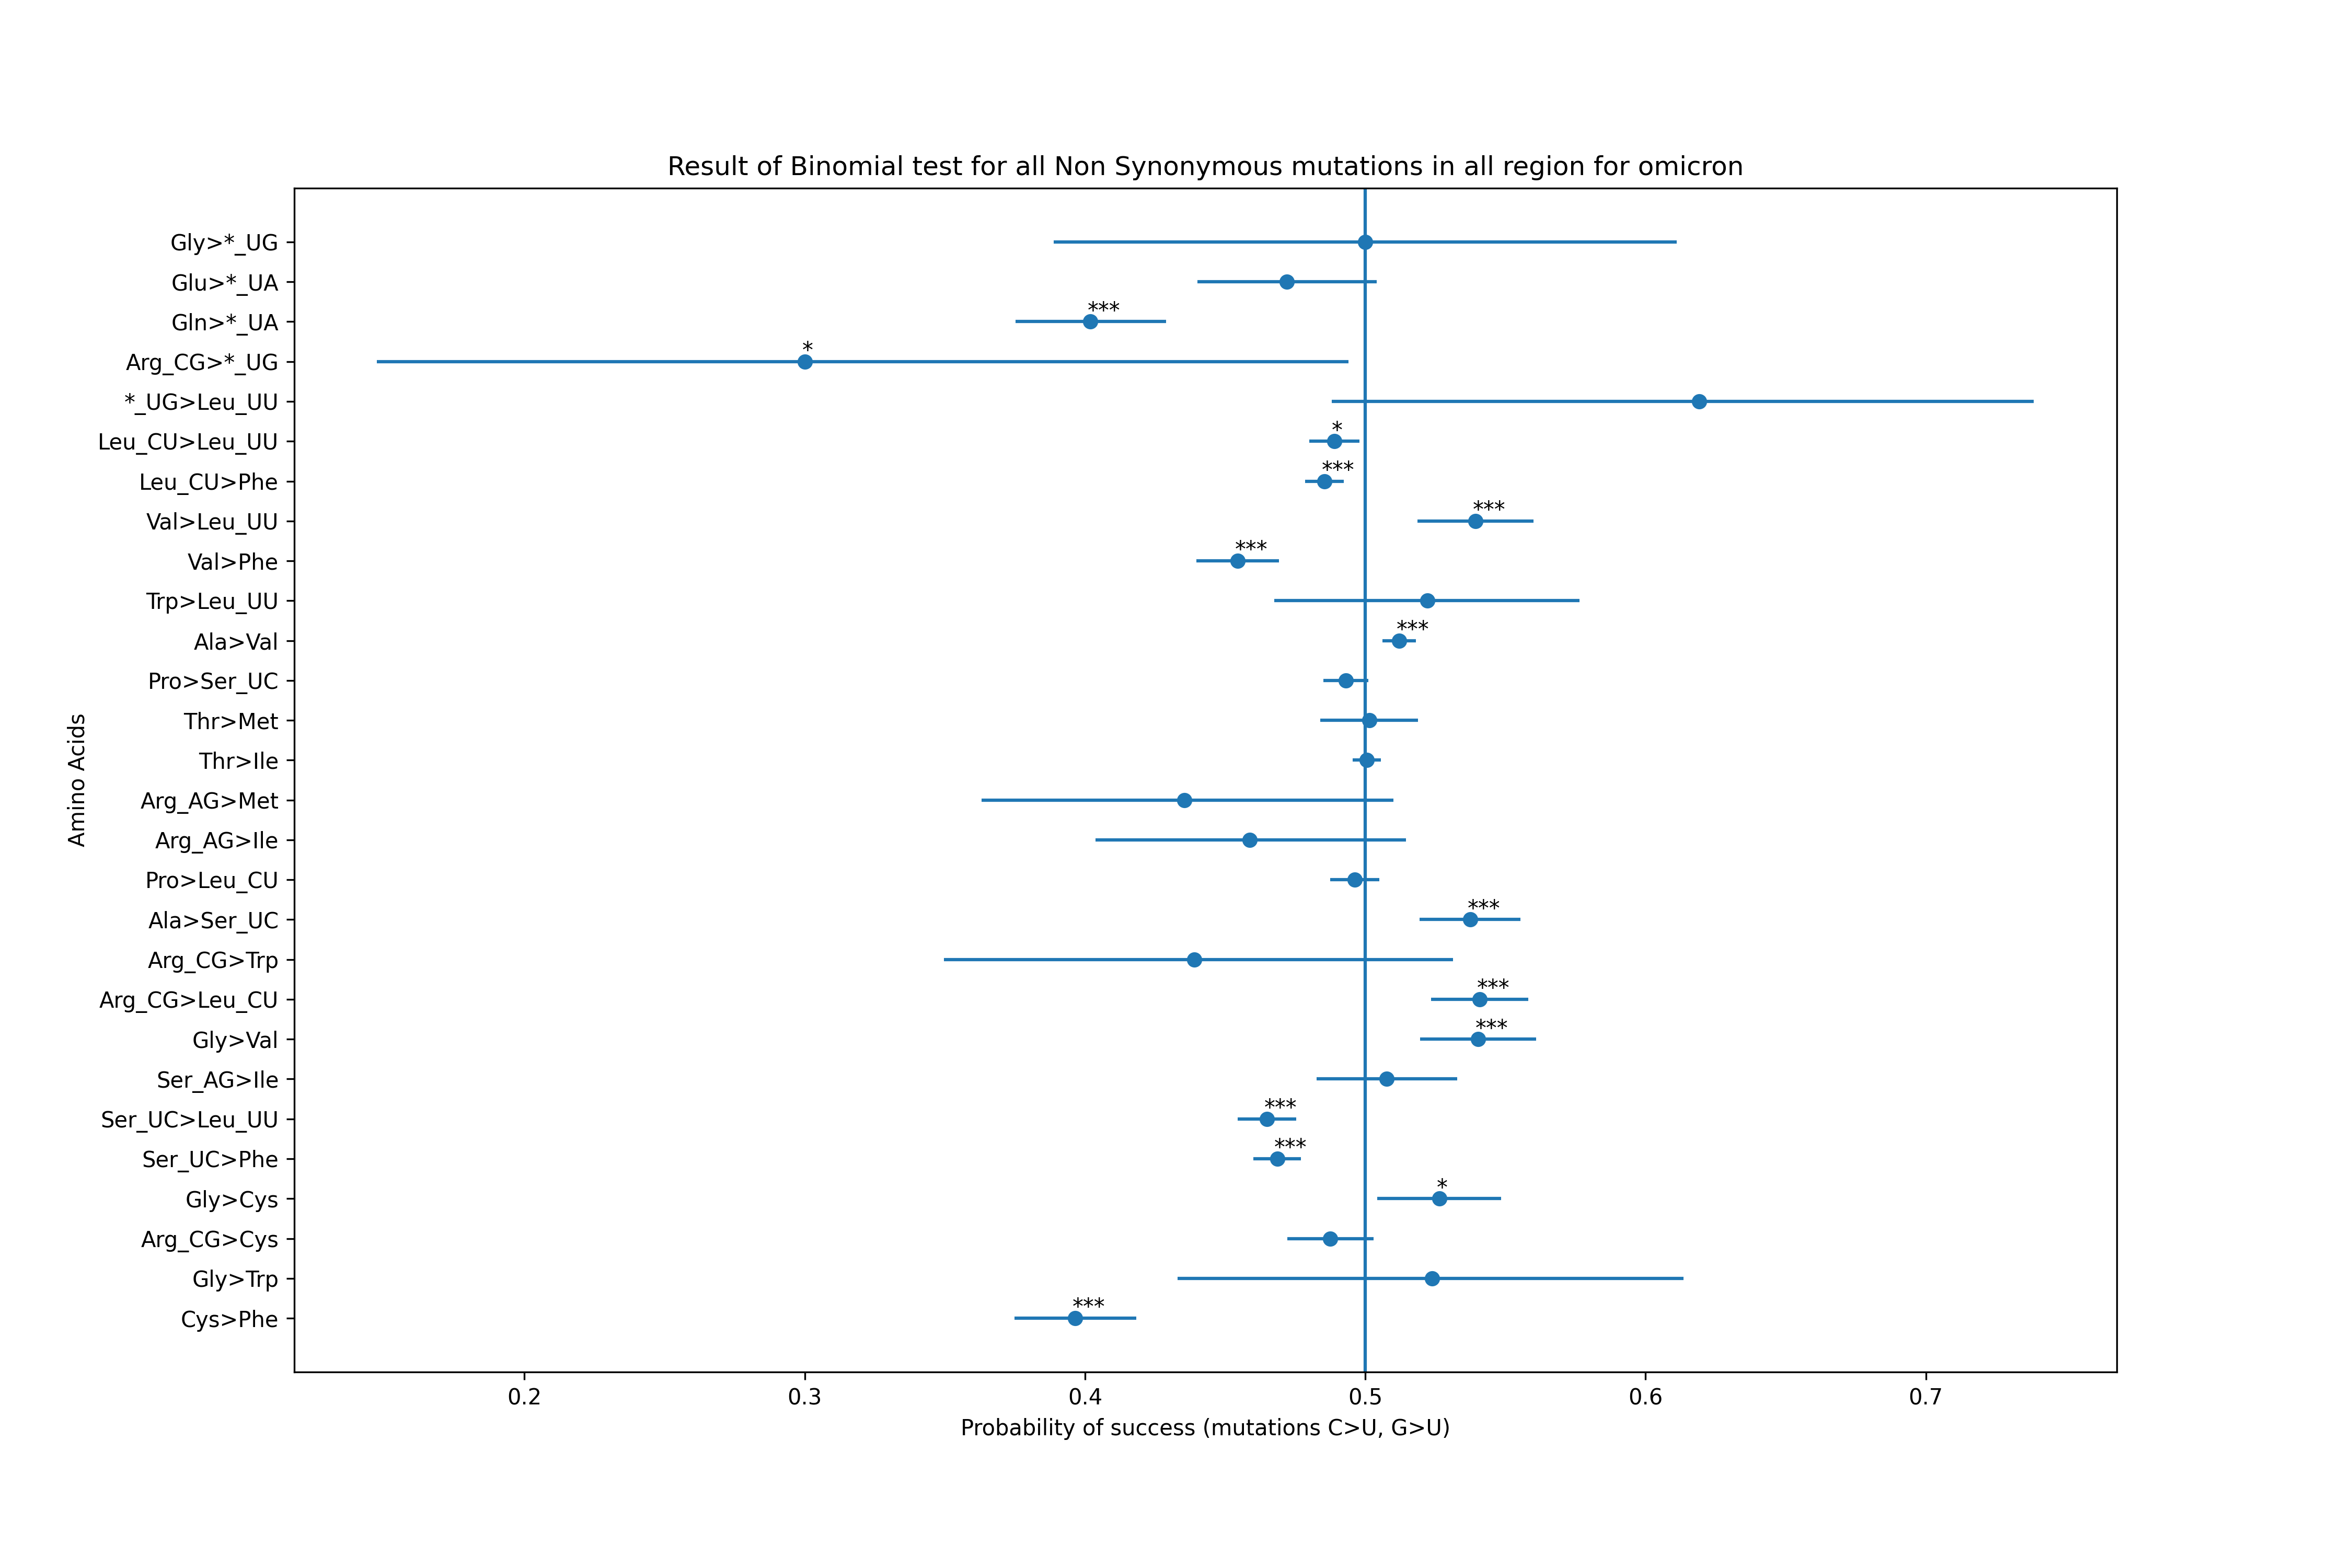 Result of Binomial test for all Non Synonymous mutations in all region for omicron
Gly>*_UG
Glu>*_UA
Gln>*_UA
***
Arg_CG>*_UG
*
*_UG>Leu_UU
Leu_CU>Leu_UU
*
Leu_CU>Phe
***
Val>Leu_UU
***
Val>Phe
***
Trp>Leu_UU
Ala>Val
***
Pro>Ser_UC
Thr>Met
Thr>Ile
Arg_AG>Met
Arg_AG>Ile
Pro>Leu_CU
Ala>Ser_UC
***
Arg_CG>Trp
Arg_CG>Leu_CU
***
Gly>Val
***
Ser_AG>Ile
Ser_UC>Leu_UU
***
Ser_UC>Phe
***
Gly>Cys
*
Arg_CG>Cys
Gly>Trp
Cys>Phe
***
Amino Acids
0.2 0.3 0.4 0.5 0.6 0.7
Probability of success (mutations C>U, G>U)